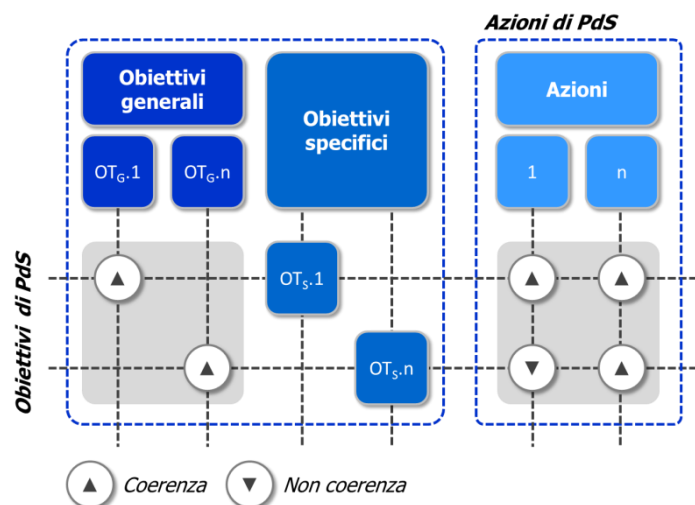 Azioni di PdS
Obiettivi
generali
Obiettivi
specifici
Azioni
OTG.1
OTG.n
1
n
Obiettivi di PdS
OTS.1
OTS.n
Coerenza
Non coerenza